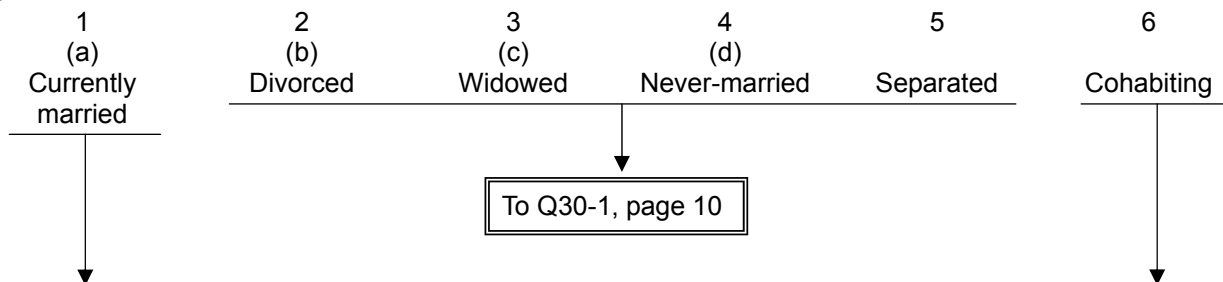 1 2 3 4 5 6
(a) (b) (c) (d)
Currently Divorced Widowed Never-married Separated Cohabiting
married
To Q30-1, page 10